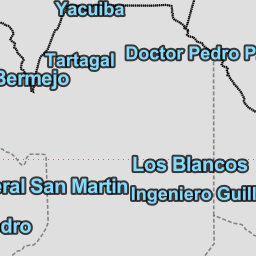 Yacuiba
Doctor Pedro P
Tartagal
Bermejo
Los Blancos
eral San Martin
Ingeniero Guill
dro